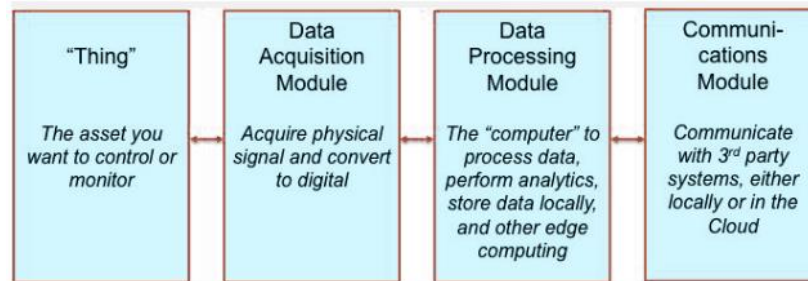 “Thing”
The asset you
want to control or
monitor
Data
Acquisition
Module
Acquire physical
signal and convert
to digital
Data
Processing
Module
The “computer” to
process data,
perform analytics,
store data locally,
and other edge
computing
Communi-
cations
Module
Communicate
with 3rd party
systems, either
locally or in the
Cloud